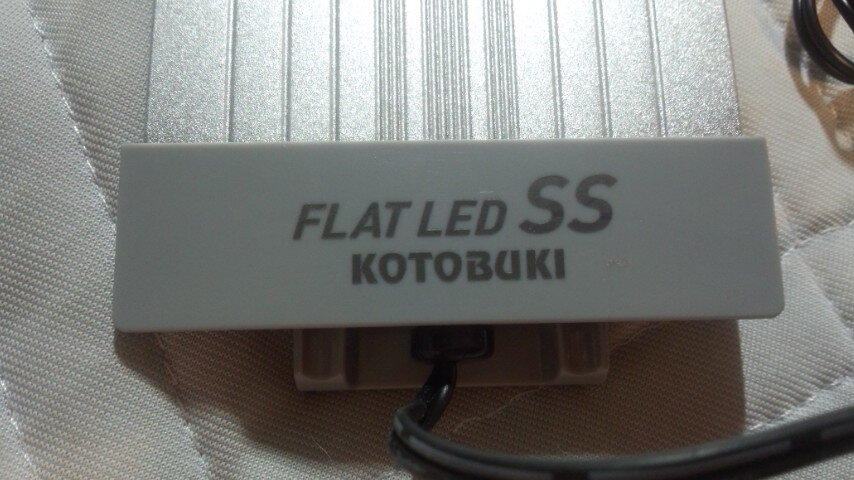 FLAT LED SS
KOTOBUKI